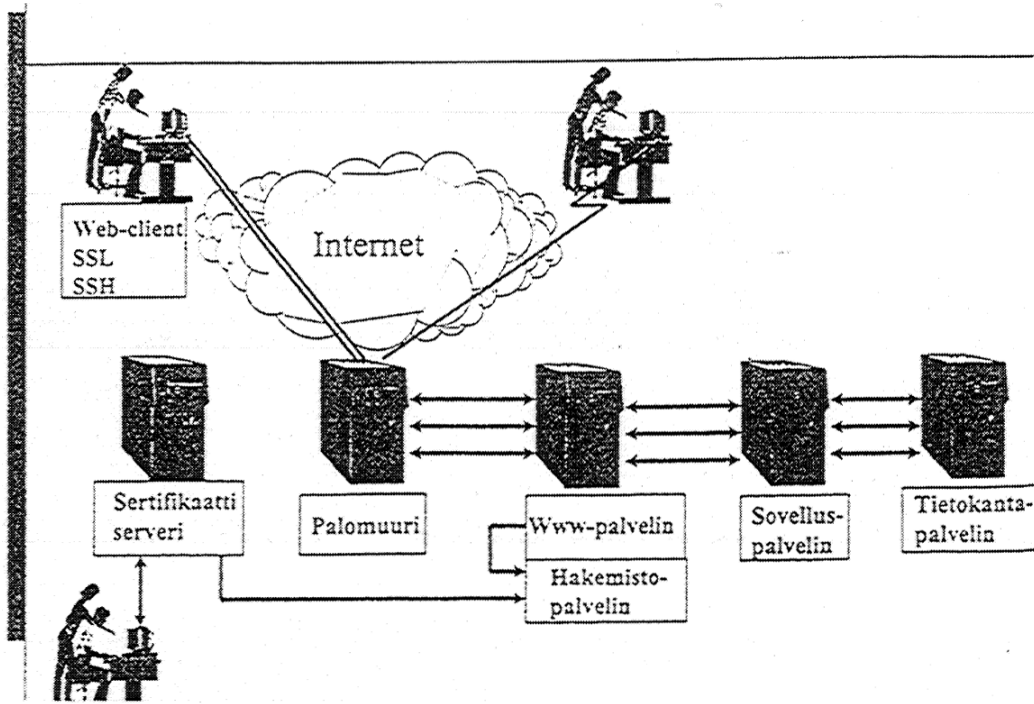 Internet
Web-client
SSL
SSH
Sertifikaatti
serveri
Palomuuri
Www-palvelin
Hakemisto-
palvelin
Sovellus-
palvelin
Tietokanta-
palvelin